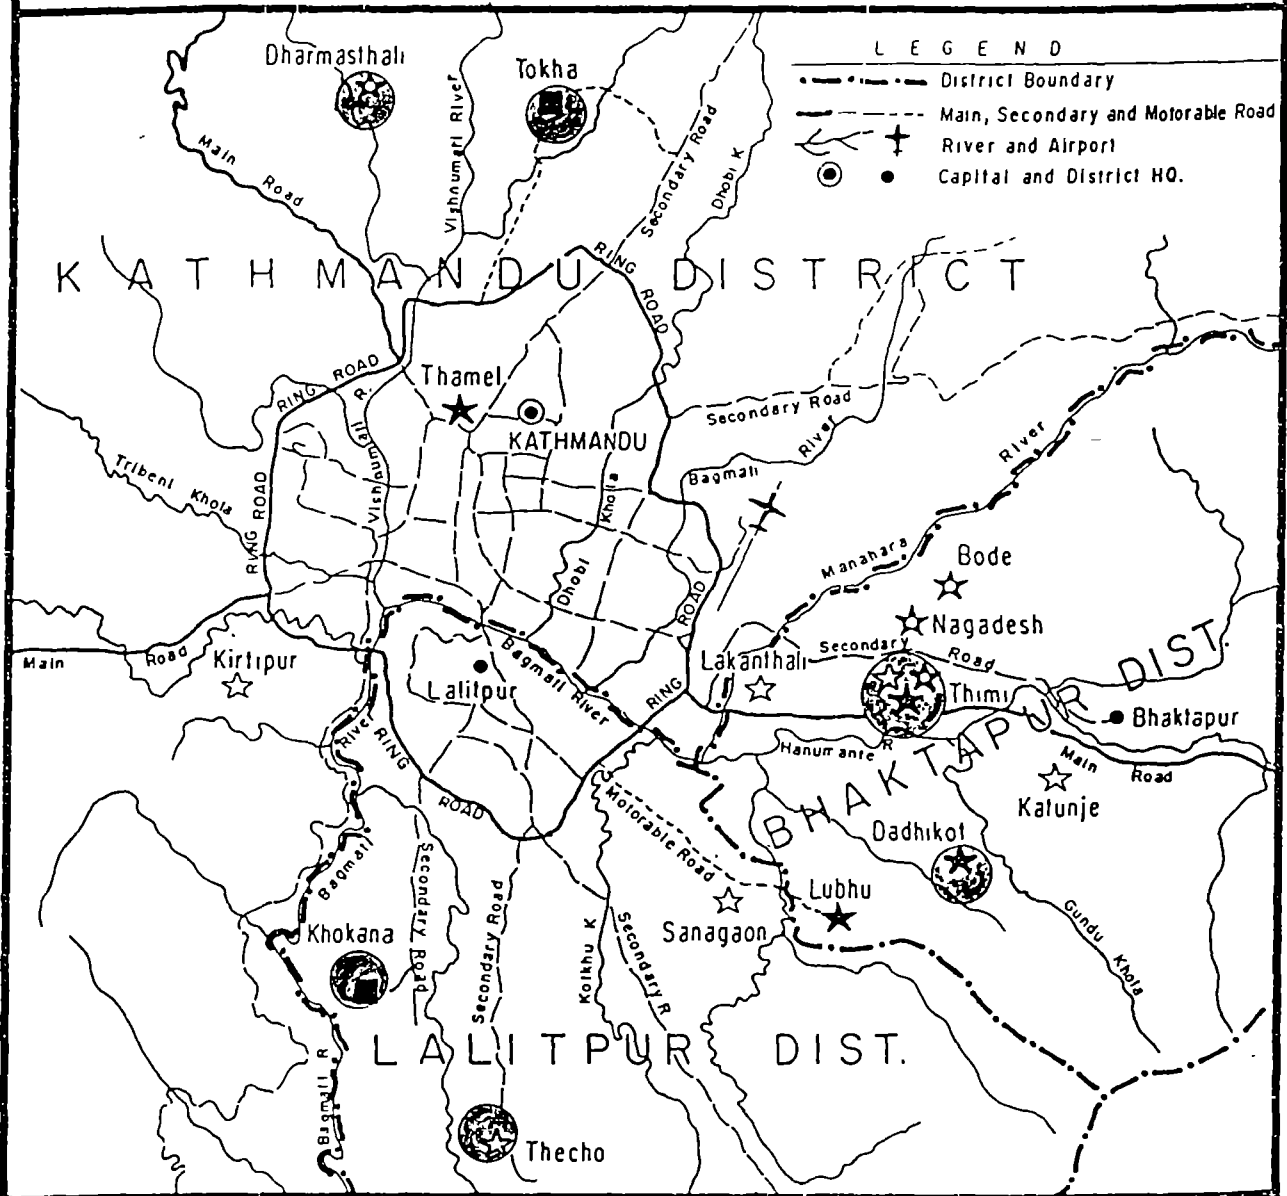 LEGEND
District Boundary
Main, Secondary and Motorable Road
River and Airport
Capital and District HQ.
Dharmasthali
Tokha
Main Road
Vishnumati River
Secondary Road
Dhobi K
KATHMANDU DISTRICT
RING ROAD
RING ROAD
Thamel
Vishnumati R.
KATHMANDU
Secondary Road
Bagmati River
River
Tribeni Khola
RING ROAD
Dhobi Khola
Manahara
Bode
Nagadesh
ROAD
Secondary Road
Main Road
Kirtipur
Lalitpur
Bagmati River
RING
Lakanthali
Thimi
BHAKTAPUR DIST.
Bhaktapur
Hanumante R
Main Road
Katunje
RING ROAD
River
Bagmati
Motorable Road
Dadhikot
Lubhu
Sanagaon
Gundu Khola
Khokana
Secondary Road
Secondary Road
Kotkhu K
Secondary R
LALITPUR DIST.
Bagmati R
Thecho